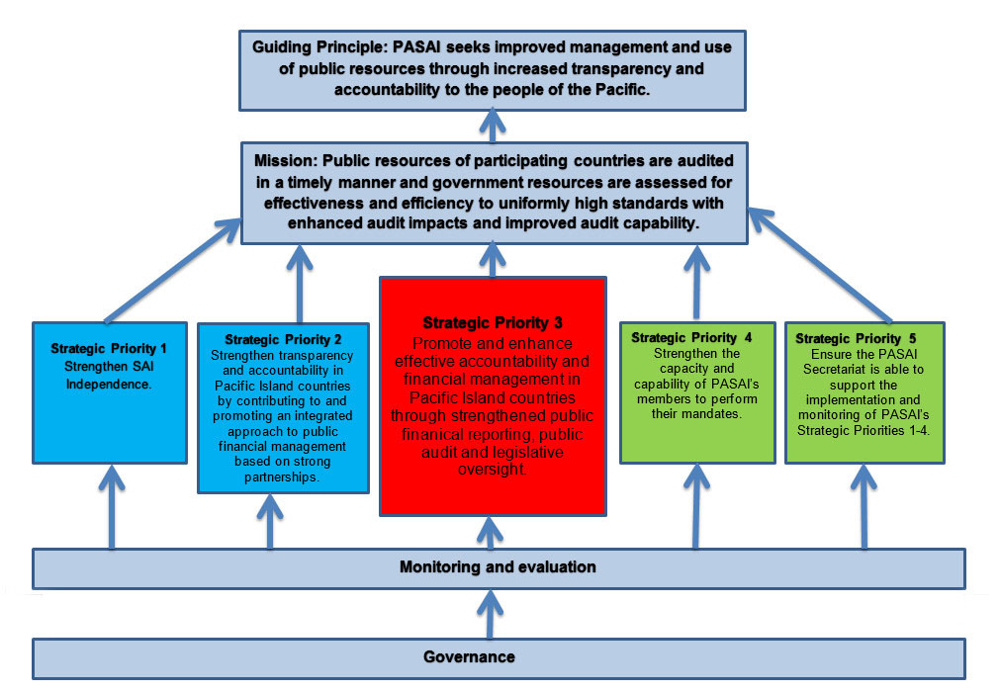 Guiding Principle: PASAI seeks improved management and use
of public resources through increased transparency and
accountability to the people of the Pacific.
Mission: Public resources of participating countries are audited
in a timely manner and government resources are assessed for
effectiveness and efficiency to uniformly high standards with
enhanced audit impacts and improved audit capability.
Strategic Priority 1
Strengthen SAI
Independence.
Strategic Priority 2
Strengthen transparency
and accountability in
Pacific Island countries
by contributing to and
promoting an integrated
approach to public
financial management
based on strong
partnerships.
Strategic Priority 3
Promote and enhance
effective accountability and
financial management in
Pacific Island countries
through strengthened public
finanical reporting, public
audit and legislative
oversight.
Strategic Priority 4
Strengthen the
capacity and
capability of PASAI's
members to perform
their mandates.
Strategic Priority 5
Ensure the PASAI
Secretariat is able to
support the
implementation and
monitoring of PASAI's
Strategic Priorities 1-4.
Monitoring and evaluation
Governance